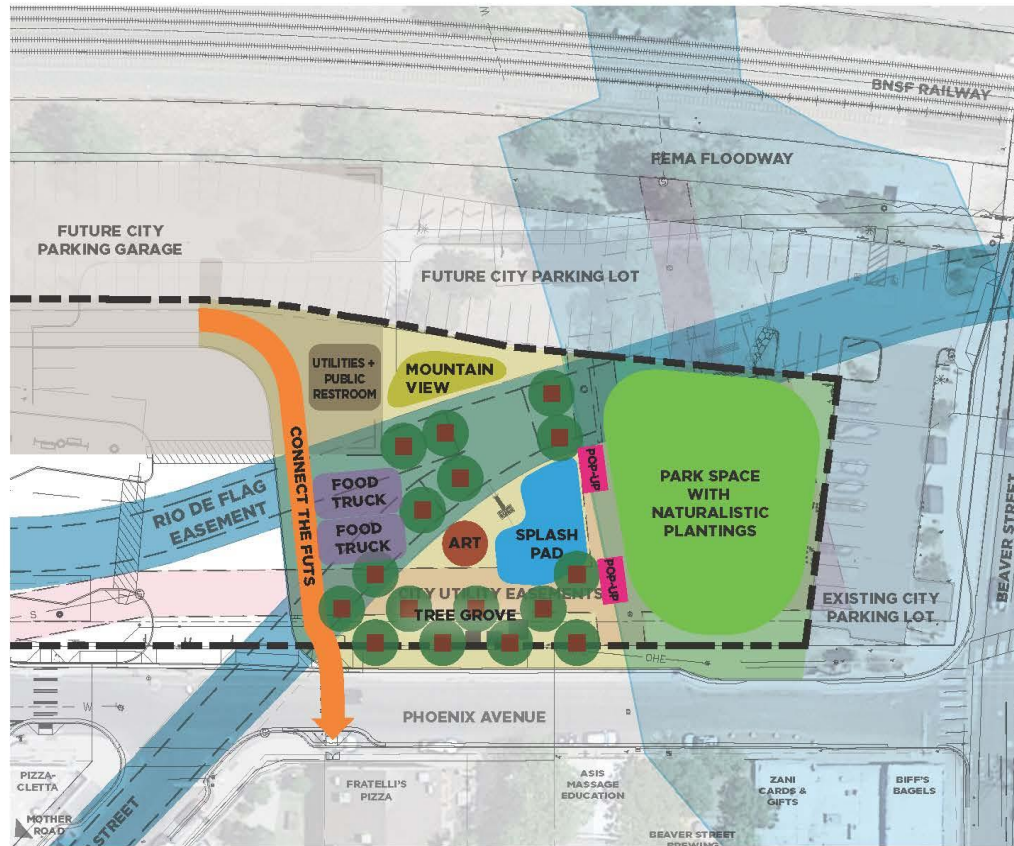 BNSF RAILWAY
FEMA FLOODWAY
FUTURE CITY
PARKING GARAGE
FUTURE CITY PARKING LOT
UTILITIES +
PUBLIC
RESTROOM
MOUNTAIN
VIEW
CONNECT THE FUTS
RIO DE FLAG
EASEMENT
FOOD
TRUCK
FOOD
TRUCK
ART
SPLASH
PAD
POP-UP
POP-UP
PARK SPACE
WITH
NATURALISTIC
PLANTINGS
CITY UTILITY EASEMENTS
TREE GROVE
EXISTING CITY
PARKING LOT
BEAVER STREET
S
OHE
W
PHOENIX AVENUE
PIZZA-
CLETTA
MOTHER
ROAD
STREET
FRATELLI'S
PIZZA
ASIS
MASSAGE
EDUCATION
BEAVER STREET
BREWING
ZANI
CARDS &
GIFTS
BIFF'S
BAGELS